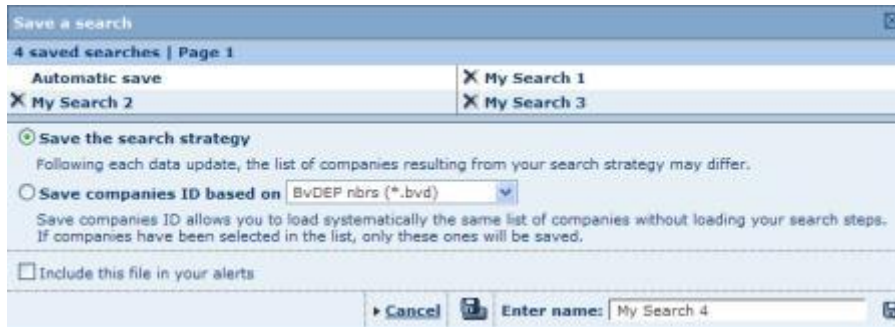 Save a search
4 saved searches | Page 1
Automatic save
My Search 1
My Search 2
My Search 3
Save the search strategy
Following each data update, the list of companies resulting from your search strategy may differ.
Save companies ID based on BvDEP nbrs (*.bvd)
Save companies ID allows you to load systematically the same list of companies without loading your search steps.
If companies have been selected in the list, only these ones will be saved.
Include this file in your alerts
Cancel Enter name: My Search 4